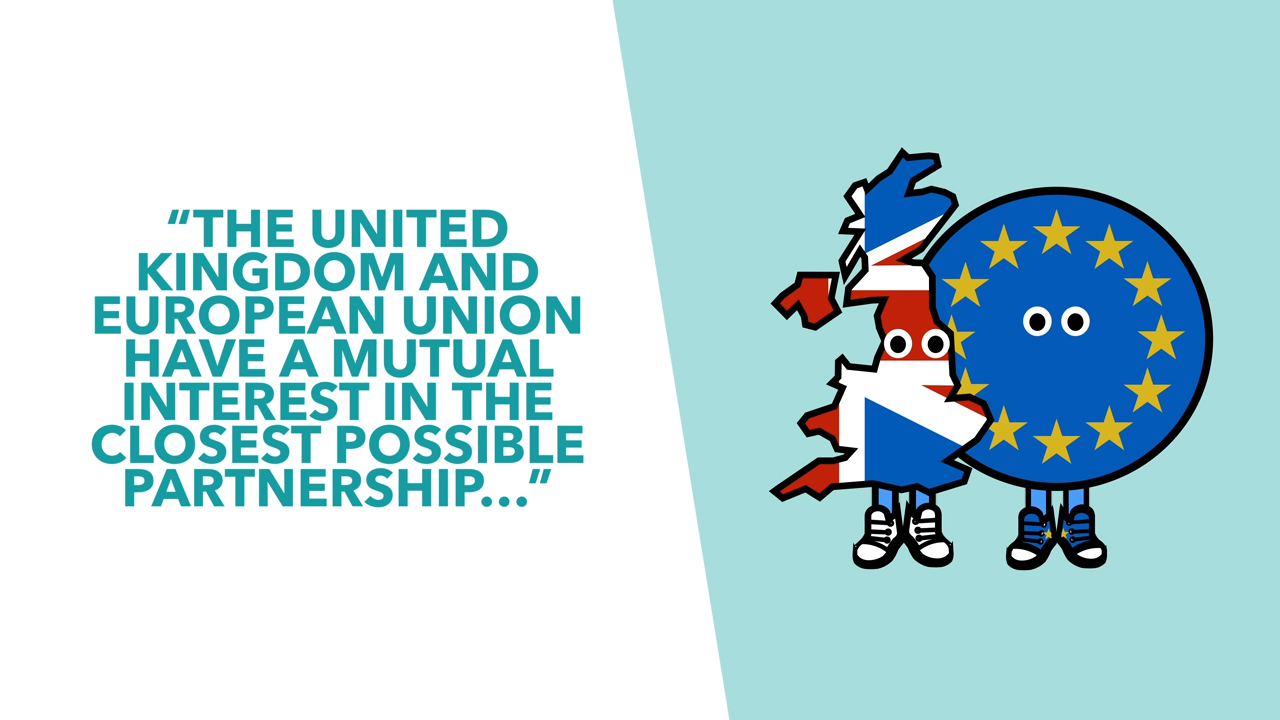 “THE UNITED
KINGDOM AND
EUROPEAN UNION
HAVE A MUTUAL
INTEREST IN THE
CLOSEST POSSIBLE
PARTNERSHIP...”